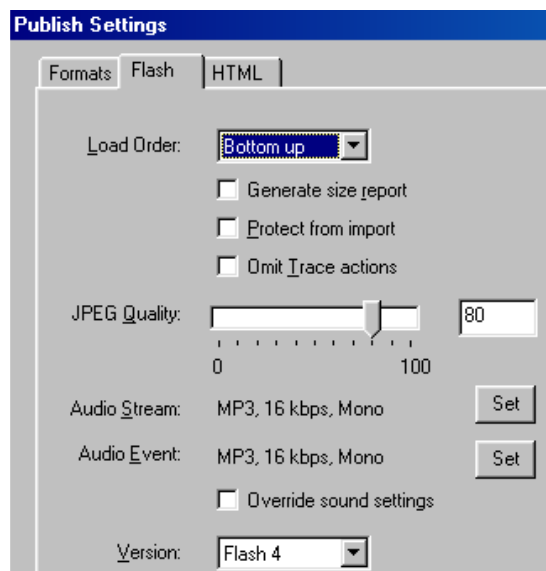 Publish Settings
Formats Flash HTML
Load Order: Bottom up
Generate size report
Protect from import
Omit Trace actions
JPEG Quality: 80
0 100
Audio Stream: MP3, 16 kbps, Mono Set
Audio Event: MP3, 16 kbps, Mono Set
Override sound settings
Version: Flash 4